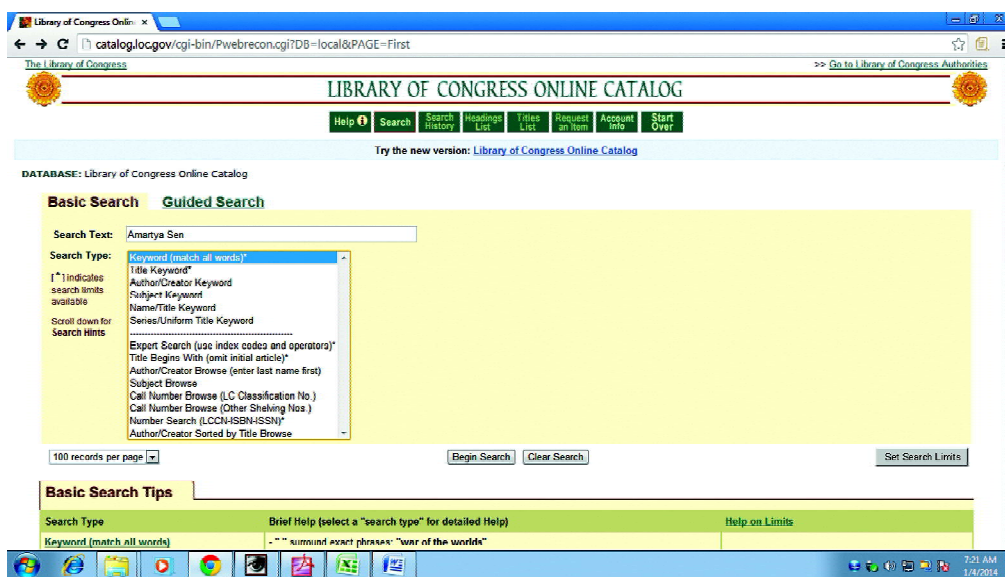 Library of Congress Onlin ×
catalog.loc.gov/cgi-bin/Pwebrecon.cgi?DB=local&PAGE=First
The Library of Congress
>> Go to Library of Congress Authorities
LIBRARY OF CONGRESS ONLINE CATALOG
Help Search Search History Headings List Titles List Request an Item Account Info Start Over
Try the new version: Library of Congress Online Catalog
DATABASE: Library of Congress Online Catalog
Basic Search Guided Search
Search Text: Amartya Sen
Search Type:
[*] indicates
search limits
available
Scroll down for
Search Hints
Keyword (match all words)*
Title Keyword*
Author/Creator Keyword
Subject Keyword
Name/Title Keyword
Series/Uniform Title Keyword
------------------------------------------------------
Expert Search (use index codes and operators)*
Title Begins With (omit initial article)*
Author/Creator Browse (enter last name first)
Subject Browse
Call Number Browse (LC Classification No.)
Call Number Browse (Other Shelving Nos.)
Number Search (LCCN-ISBN-ISSN)*
Author/Creator Sorted by Title Browse
100 records per page Begin Search Clear Search Set Search Limits
Basic Search Tips
Search Type Brief Help (select a "search type" for detailed Help) Help on Limits
Keyword (match all words) - " " surround exact phrases: "war of the worlds"
7:21 AM
1/4/2014